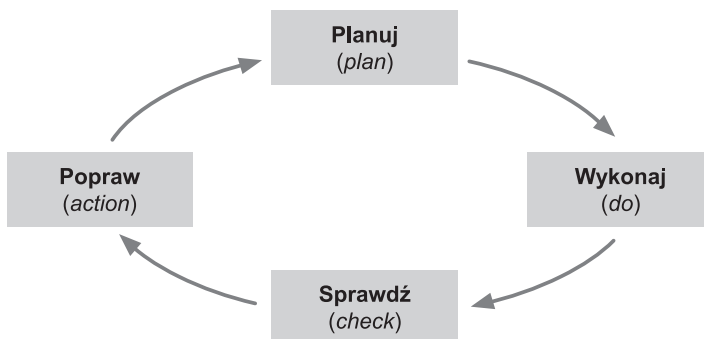 Planuj
(plan)
Popraw
(action)
Wykonaj
(do)
Sprawdź
(check)